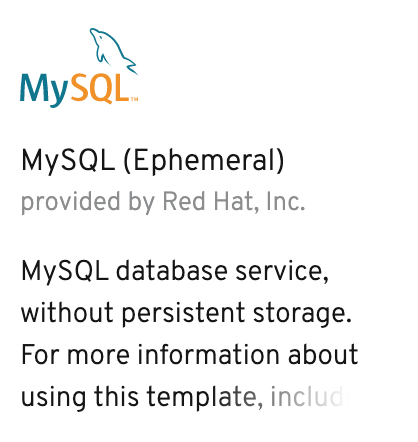 MySQL™
MySQL (Ephemeral)
provided by Red Hat, Inc.
MySQL database service,
without persistent storage.
For more information about
using this template, includ